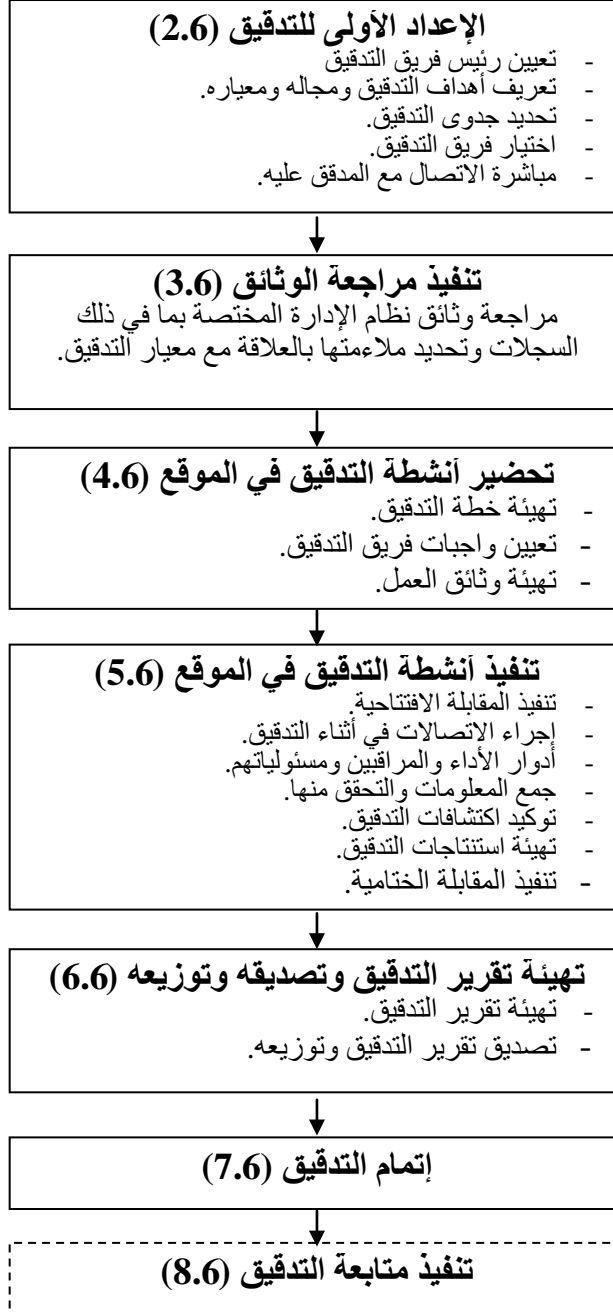 الإعداد الأولى للتدقيق (2.6)
- تعيين رئيس فريق التدقيق
- تعريف أهداف التدقيق ومجاله ومعياره.
- تحديد جدوى التدقيق.
- اختيار فريق التدقيق.
- مباشرة الاتصال مع المدقق عليه.
تنفيذ مراجعة الوثائق (3.6)
مراجعة وثائق نظام الإدارة المختصة بما في ذلك
السجلات وتحديد ملاءمتها بالعلاقة مع معيار التدقيق.
تحضير أنشطة التدقيق في الموقع (4.6)
- تهيئة خطة التدقيق.
- تعيين واجبات فريق التدقيق.
- تهيئة وثائق العمل.
تنفيذ أنشطة التدقيق في الموقع (5.6)
- تنفيذ المقابلة الافتتاحية.
- إجراء الاتصالات في أثناء التدقيق.
- أدوار الأداء والمراقبين ومسئولياتهم.
- جمع المعلومات والتحقق منها.
- توكيد اكتشافات التدقيق.
- تهيئة استنتاجات التدقيق.
- تنفيذ المقابلة الختامية.
تهيئة تقرير التدقيق وتصديقه وتوزيعه (6.6)
- تهيئة تقرير التدقيق.
- تصديق تقرير التدقيق وتوزيعه.
إتمام التدقيق (7.6)
تنفيذ متابعة التدقيق (8.6)